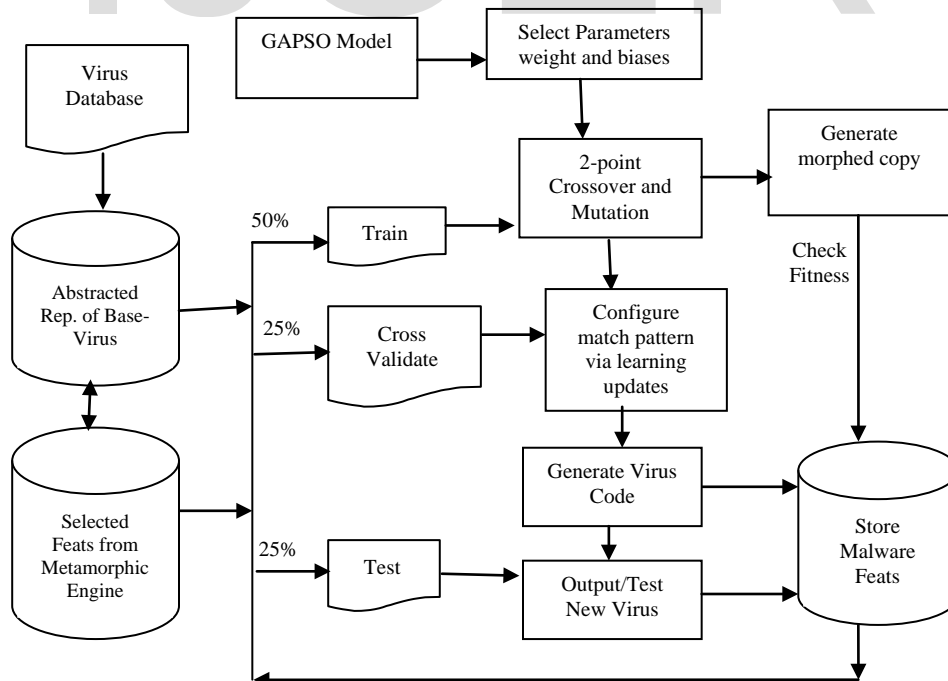 GAPSO Model
Select Parameters
weight and biases
Virus
Database
2-point
Crossover and
Mutation
Generate
morphed copy
50%
Train
Check
Fitness
Abstracted
Rep. of Base-
Virus
25%
Cross
Validate
Configure
match pattern
via learning
updates
Generate Virus
Code
Selected
Feats from
Metamorphic
Engine
25%
Test
Output/Test
New Virus
Store
Malware
Feats